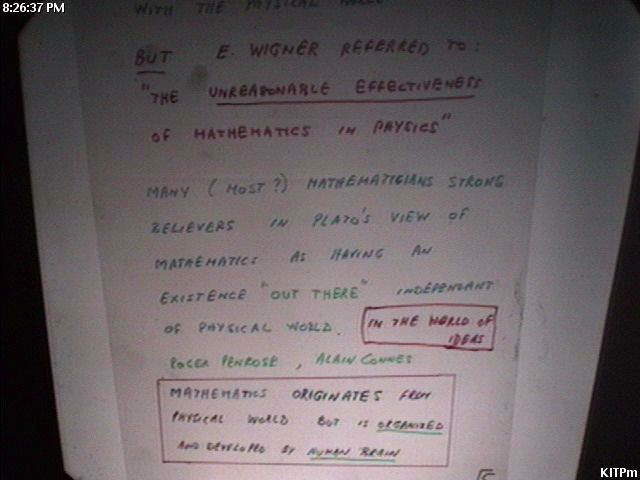 8:26:37 PM
WITH THE PHYSICAL
BUT E. WIGNER REFERRED TO:
"THE UNREASONABLE EFFECTIVENESS
OF MATHEMATICS IN PHYSICS"
MANY (MOST?) MATHEMATICIANS STRONG
BELIEVERS IN PLATO'S VIEW OF
MATHEMATICS AS HAVING AN
EXISTENCE "OUT THERE" INDEPENDANT
OF PHYSICAL WORLD. IN THE WORLD OF
IDEAS
ROGER PENROSE, ALAIN CONNES
MATHEMATICS ORIGINATES FROM
PHYSICAL WORLD BUT IS ORGANIZED
AND DEVELOPED BY HUMAN BRAIN
KITPm